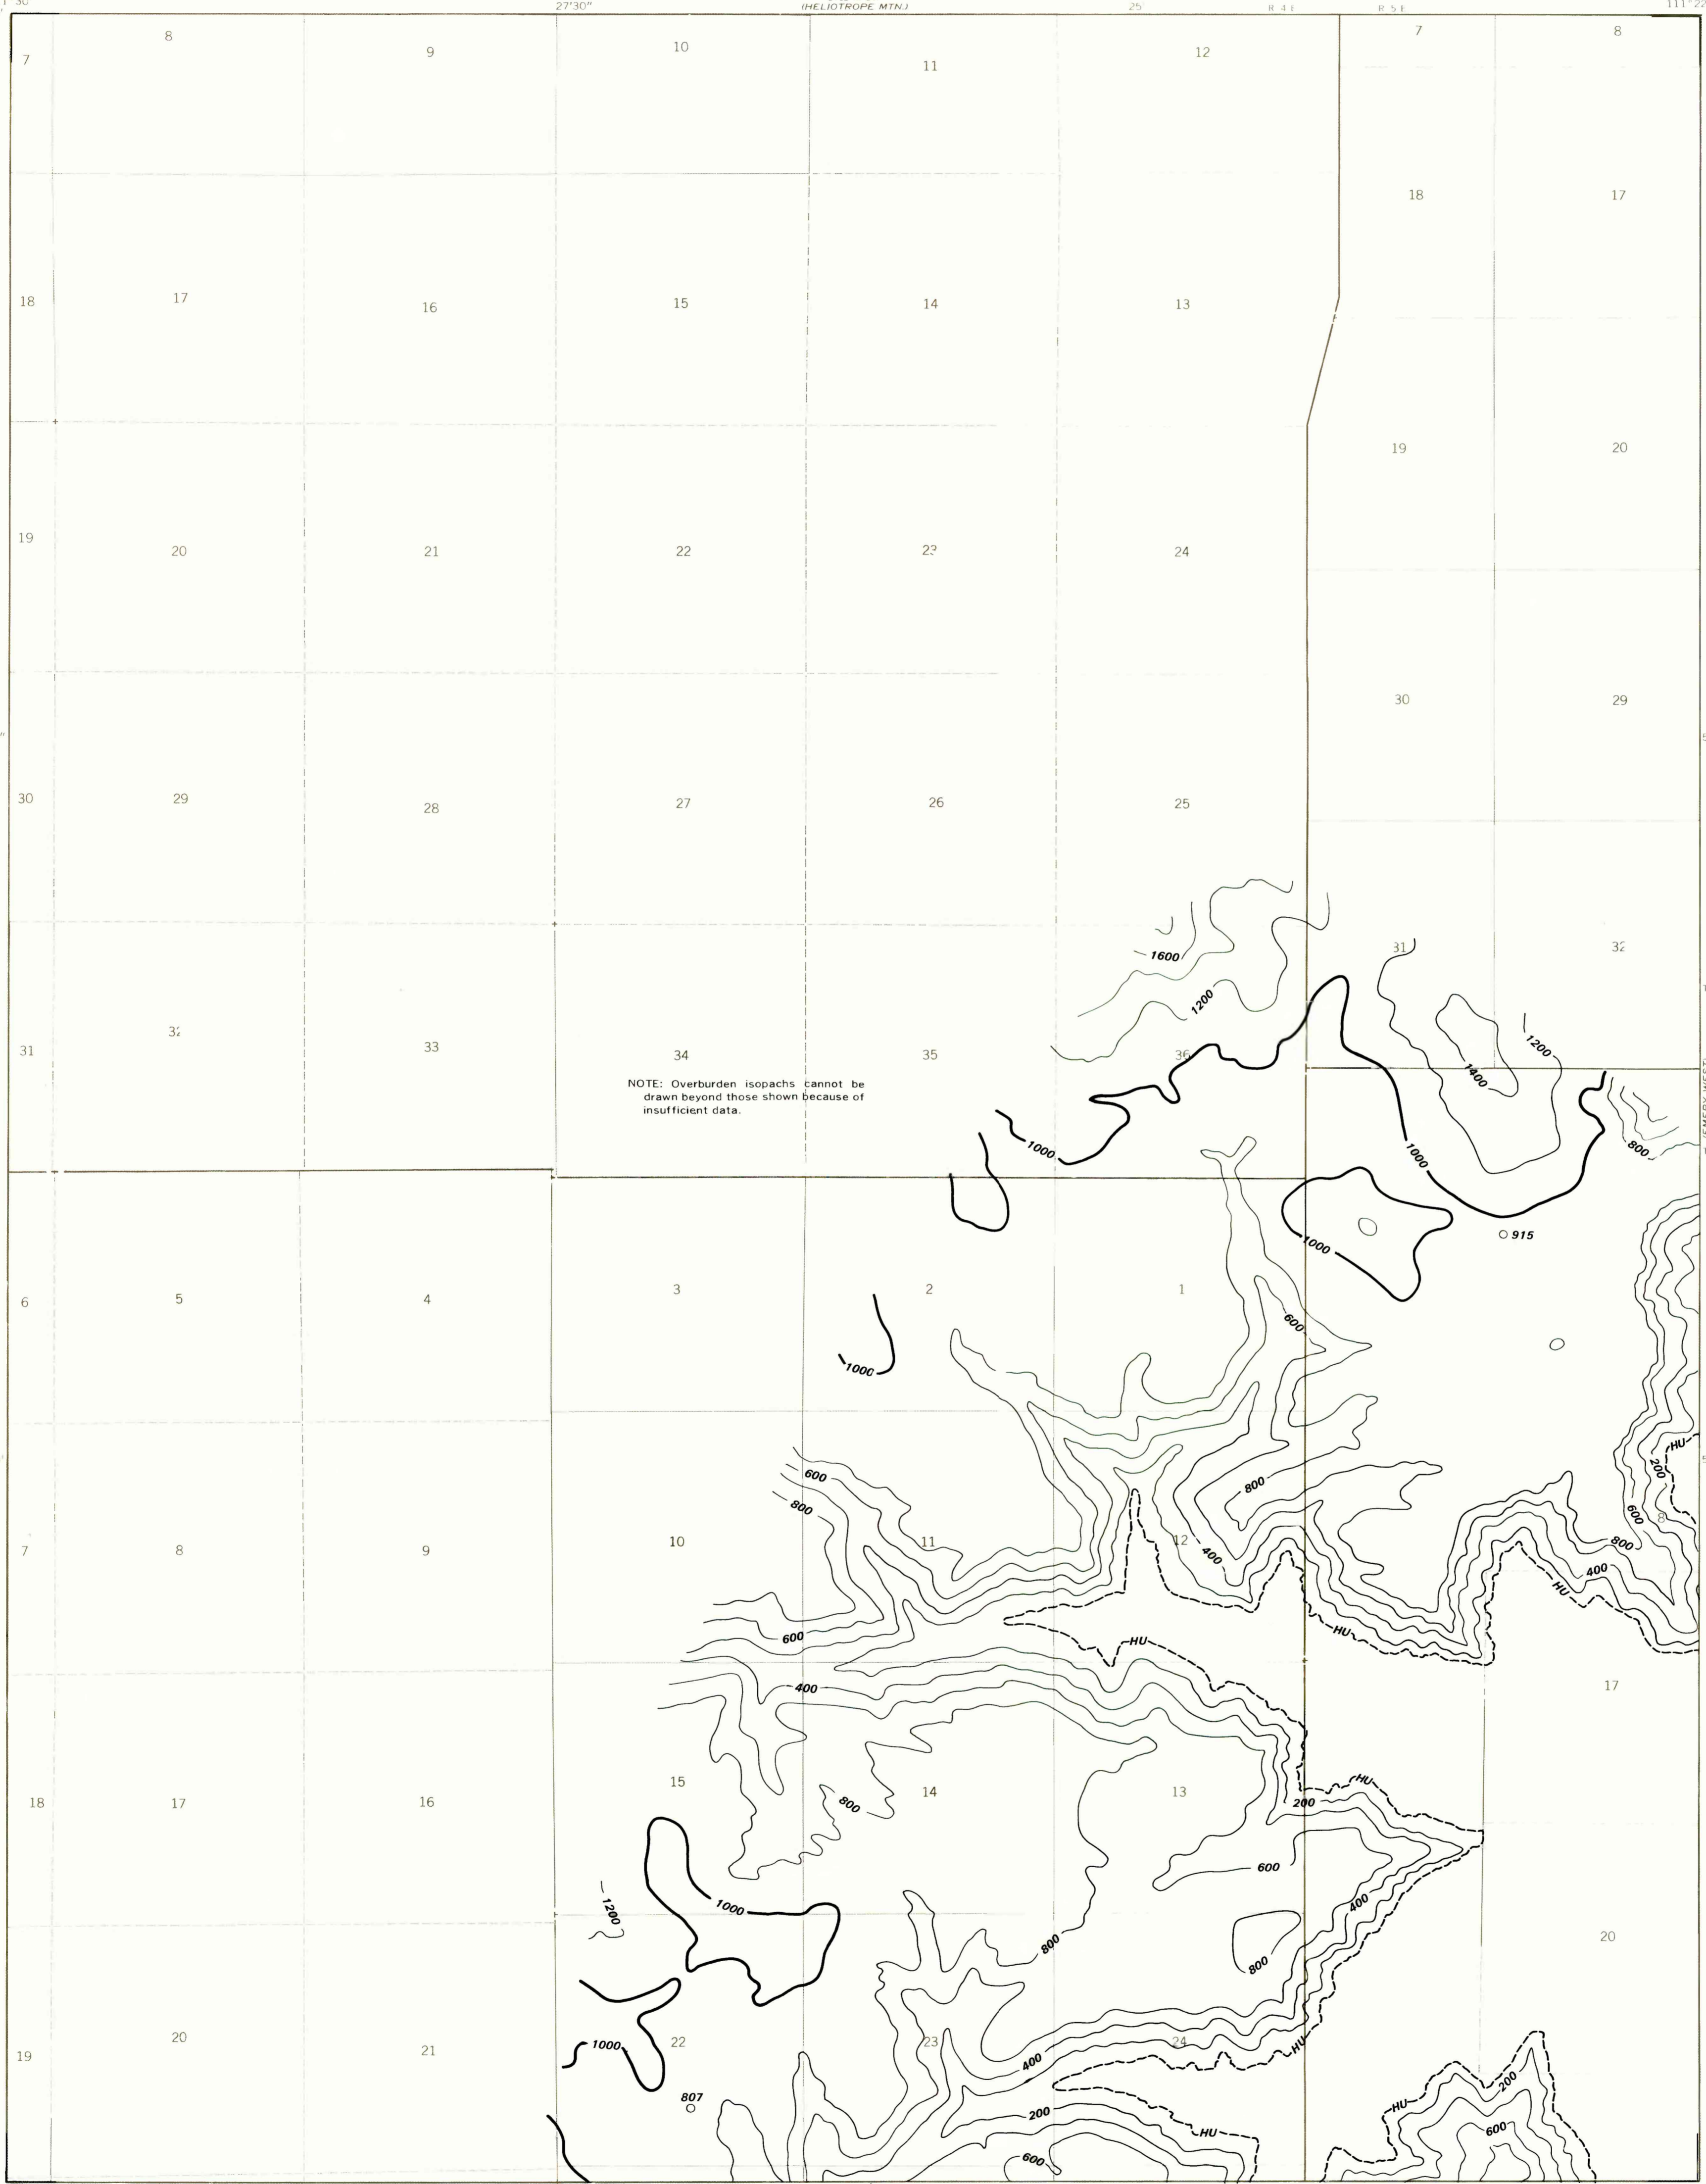 27'30" (HELIOTROPE MTN.) 25 R 4 E R 5 E
7 8 9 10 11 12 7 8
18 17
18 17 16 15 14 13
19 20
19 20 21 22 23 24
30 29
30 29 28 27 26 25
31 32
1600
1200
32 1200
31 33 34 35 36
1400
NOTE: Overburden isopachs cannot be
drawn beyond those shown because of
insufficient data.
1000 1000 800
1000 915
6 5 4 3 2 1
600
1000
HU
200
600 800
800 600 8
7 8 9 10 11 12 400 800
400
HU
600 HU HU
400 17
15 14 13 HU
18 17 16 800 200
600
1200 1000 400
800 800 20
19 20 21 1000 22 23 24 HU
400
200
807 200 HU
HU 600
600